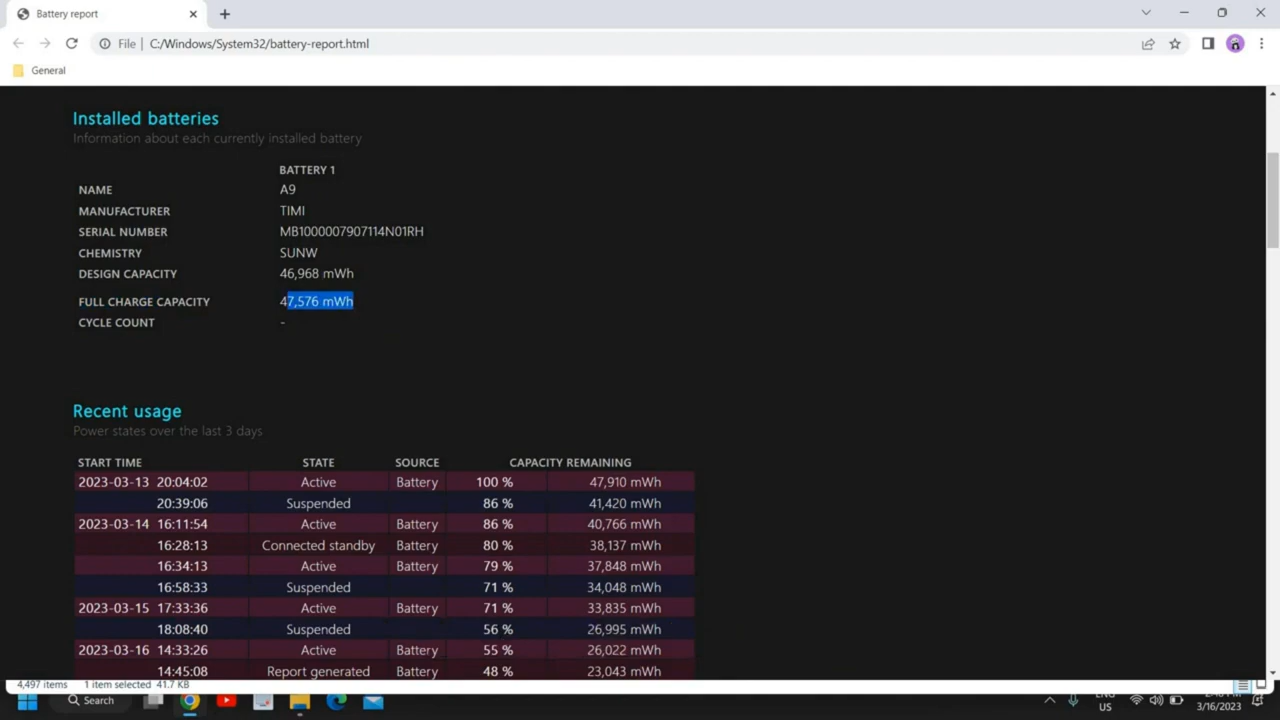 Battery report
File C:/Windows/System32/battery-report.html
General
Installed batteries
Information about each currently installed battery
BATTERY 1
NAME A9
MANUFACTURER TIMI
SERIAL NUMBER MB1000007907114N01RH
CHEMISTRY SUNW
DESIGN CAPACITY 46,968 mWh
FULL CHARGE CAPACITY 47,576 mWh
CYCLE COUNT -
Recent usage
Power states over the last 3 days
START TIME STATE SOURCE CAPACITY REMAINING
2023-03-13 20:04:02 Active Battery 100 % 47,910 mWh
20:39:06 Suspended 86 % 41,420 mWh
2023-03-14 16:11:54 Active Battery 86 % 40,766 mWh
16:28:13 Connected standby Battery 80 % 38,137 mWh
16:34:13 Active Battery 79 % 37,848 mWh
16:58:33 Suspended 71 % 34,048 mWh
2023-03-15 17:33:36 Active Battery 71 % 33,835 mWh
18:08:40 Suspended 56 % 26,995 mWh
2023-03-16 14:33:26 Active Battery 55 % 26,022 mWh
14:45:08 Report generated Battery 48 % 23,043 mWh
4,497 items 1 item selected 41.7 KB
Search
ENG
US
3/16/2023